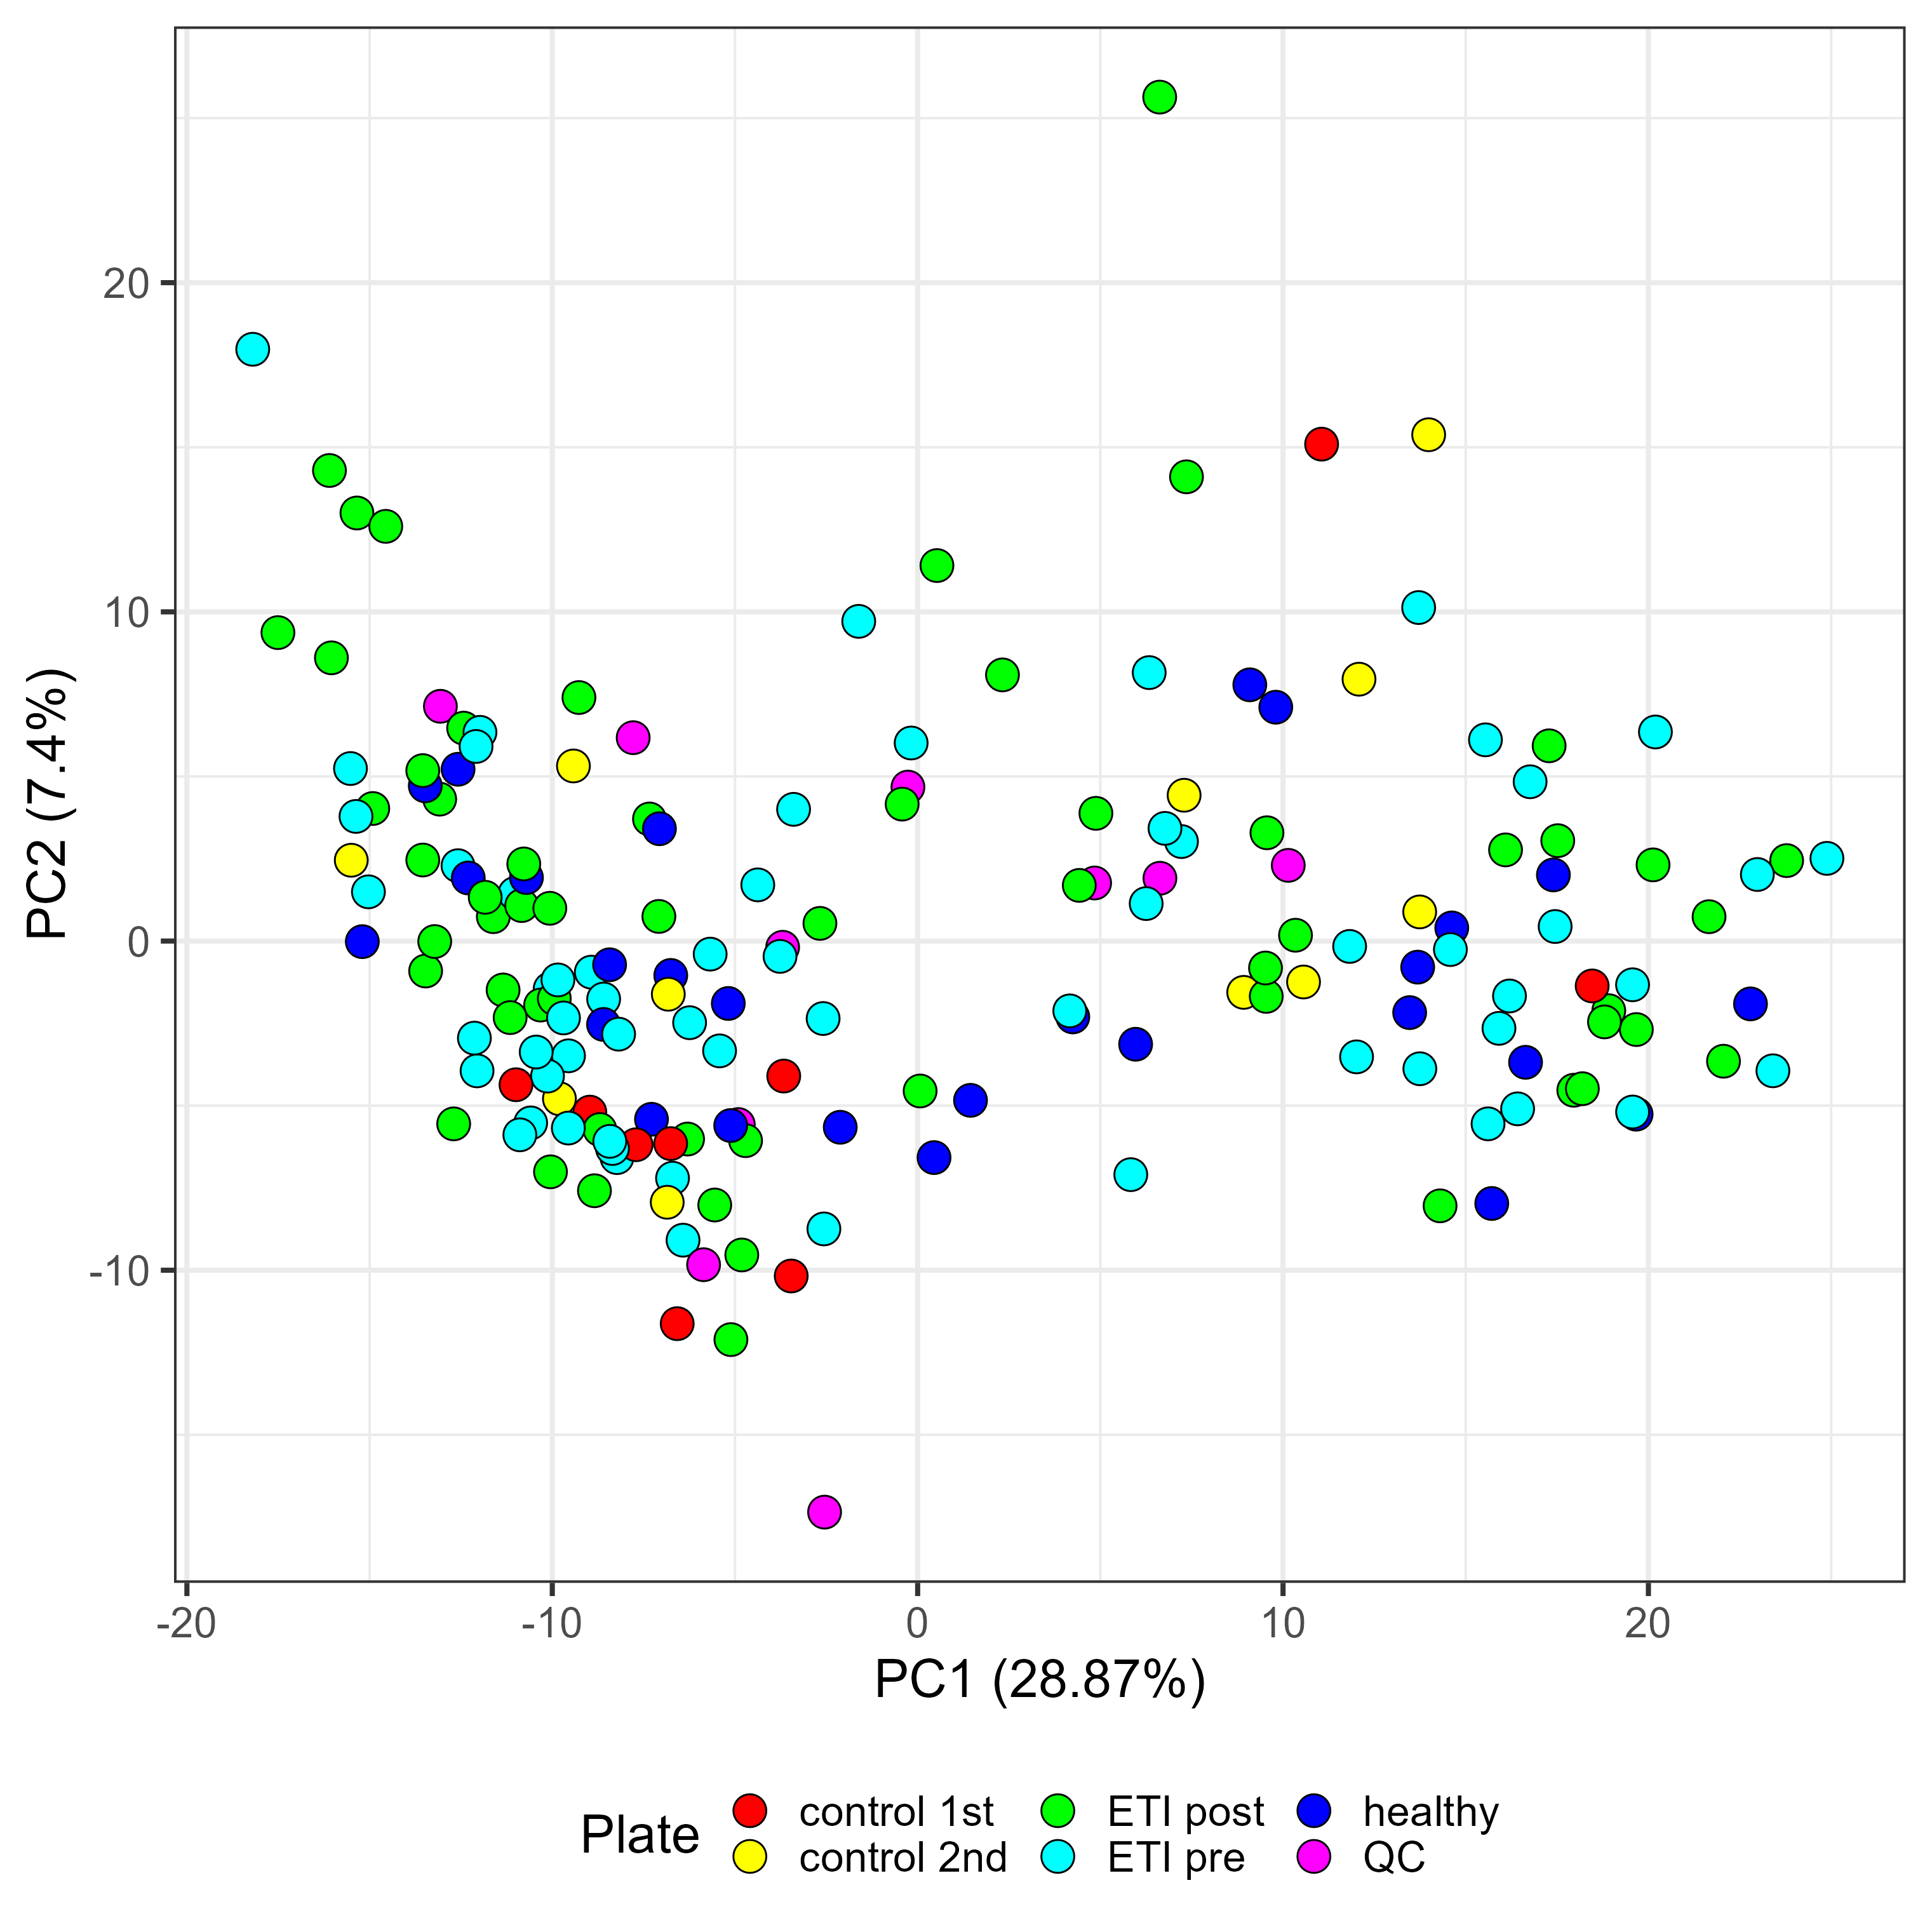 PC2 (7.4%)
20
10
0
-10
-20
-10
0
10
20
PC1 (28.87%)
Plate
control 1st
ETI post
healthy
control 2nd
ETI pre
QC